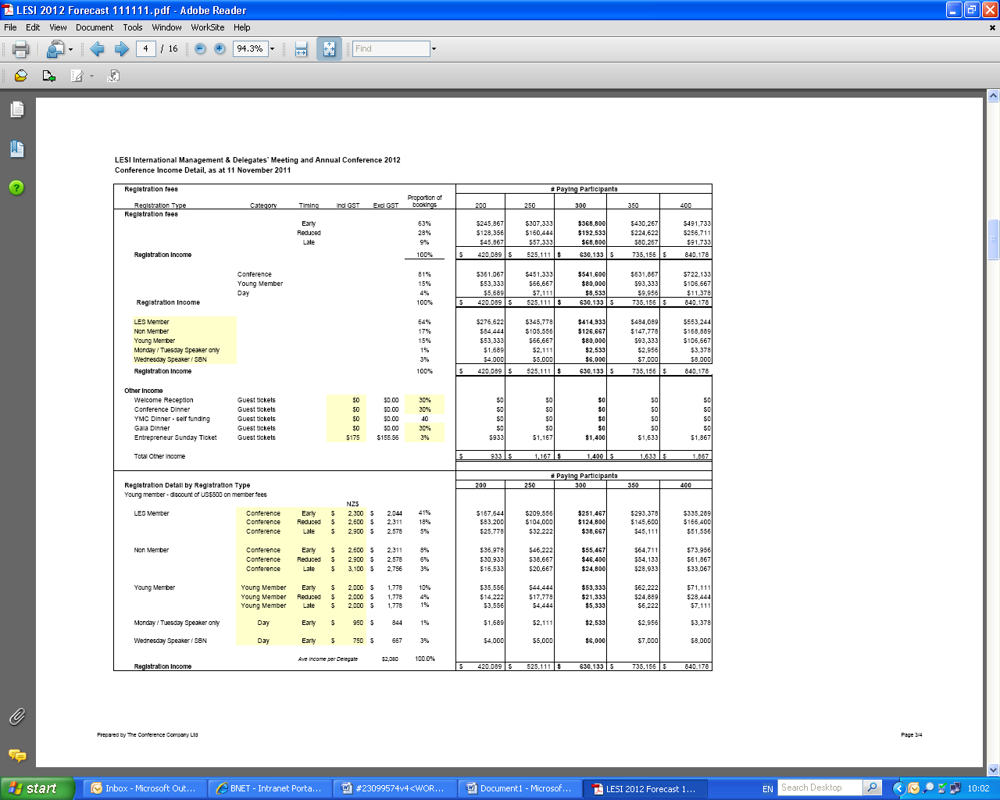 LESI 2012 Forecast 111111.pdf - Adobe Reader
File Edit View Document Tools Window WorkSite Help
4 / 16 94.3% Find
LESI International Management & Delegates' Meeting and Annual Conference 2012
Conference Income Detail, as at 11 November 2011
Registration fees # Paying Participants
Registration Type Category Timing Incl GST Excl GST Proportion of bookings 200 250 300 350 400
Registration fees
Early 63% $245,867 $307,333 $368,800 $430,267 $491,733
Reduced 28% $128,356 $160,444 $192,533 $224,622 $256,711
Late 9% $45,867 $57,333 $68,800 $80,267 $91,733
Registration Income 100% $ 420,089 $ 525,111 $ 630,133 $ 735,156 $ 840,178
Conference 81% $361,067 $451,333 $541,600 $631,867 $722,133
Young Member 15% $53,333 $66,667 $80,000 $93,333 $106,667
Day 4% $5,689 $7,111 $8,533 $9,956 $11,378
Registration Income 100% $ 420,089 $ 525,111 $ 630,133 $ 735,156 $ 840,178
LES Member 64% $276,622 $345,778 $414,933 $484,089 $553,244
Non Member 17% $84,444 $105,556 $126,667 $147,778 $168,889
Young Member 15% $53,333 $66,667 $80,000 $93,333 $106,667
Monday / Tuesday Speaker only 1% $1,689 $2,111 $2,533 $2,956 $3,378
Wednesday Speaker / SBN 3% $4,000 $5,000 $6,000 $7,000 $8,000
Registration Income 100% $ 420,089 $ 525,111 $ 630,133 $ 735,156 $ 840,178
Other Income
Welcome Reception Guest tickets $0 $0.00 30% $0 $0 $0 $0 $0
Conference Dinner Guest tickets $0 $0.00 30% $0 $0 $0 $0 $0
YMC Dinner - self funding Guest tickets $0 $0.00 40 $0 $0 $0 $0 $0
Gala Dinner Guest tickets $0 $0.00 30% $0 $0 $0 $0 $0
Entrepreneur Sunday Ticket Guest tickets $175 $155.56 3% $933 $1,167 $1,400 $1,633 $1,867
Total Other Income $ 933 $ 1,167 $ 1,400 $ 1,633 $ 1,867
# Paying Participants
Registration Detail by Registration Type 200 250 300 350 400
Young member - discount of US$500 on member fees
NZ$
LES Member Conference Early $ 2,300 $ 2,044 41% $167,644 $209,556 $251,467 $293,378 $335,289
Conference Reduced $ 2,600 $ 2,311 18% $83,200 $104,000 $124,800 $145,600 $166,400
Conference Late $ 2,900 $ 2,578 5% $25,778 $32,222 $38,667 $45,111 $51,556
Non Member Conference Early $ 2,600 $ 2,311 8% $36,978 $46,222 $55,467 $64,711 $73,956
Conference Reduced $ 2,900 $ 2,578 6% $30,933 $38,667 $46,400 $54,133 $61,867
Conference Late $ 3,100 $ 2,756 3% $16,533 $20,667 $24,800 $28,933 $33,067
Young Member Young Member Early $ 2,000 $ 1,778 10% $35,556 $44,444 $53,333 $62,222 $71,111
Young Member Reduced $ 2,000 $ 1,778 4% $14,222 $17,778 $21,333 $24,889 $28,444
Young Member Late $ 2,000 $ 1,778 1% $3,556 $4,444 $5,333 $6,222 $7,111
Monday / Tuesday Speaker only Day Early $ 950 $ 844 1% $1,689 $2,111 $2,533 $2,956 $3,378
Wednesday Speaker / SBN Day Early $ 750 $ 667 3% $4,000 $5,000 $6,000 $7,000 $8,000
Ave Income per Delegate $2,080 100.0%
Registration Income $ 420,089 $ 525,111 $ 630,133 $ 735,156 $ 840,178
Prepared by The Conference Company Ltd Page 3/4
start Inbox - Microsoft Out... BNET - Intranet Porta... #23099574v4<WOR... Document1 - Microsof... LESI 2012 Forecast 1... EN Search Desktop 10:02